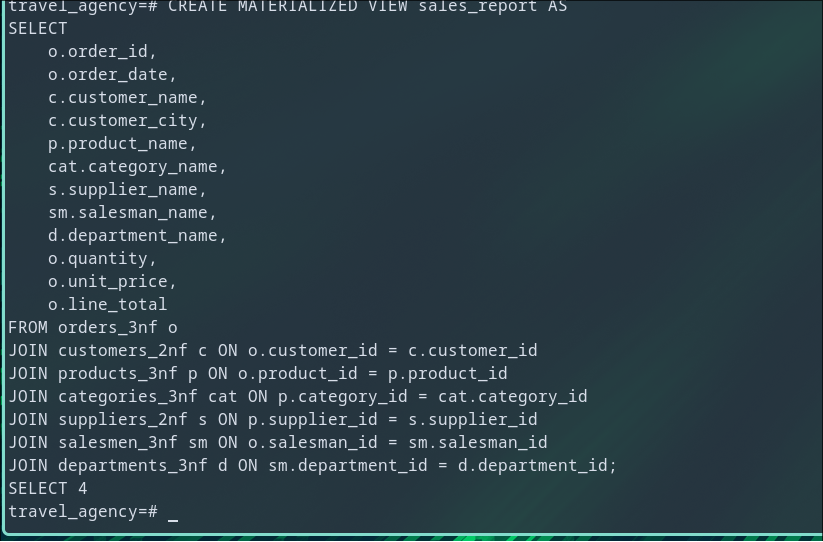 travel_agency=# CREATE MATERIALIZED VIEW sales_report AS
SELECT
    o.order_id,
    o.order_date,
    c.customer_name,
    c.customer_city,
    p.product_name,
    cat.category_name,
    s.supplier_name,
    sm.salesman_name,
    d.department_name,
    o.quantity,
    o.unit_price,
    o.line_total
FROM orders_3nf o
JOIN customers_2nf c ON o.customer_id = c.customer_id
JOIN products_3nf p ON o.product_id = p.product_id
JOIN categories_3nf cat ON p.category_id = cat.category_id
JOIN suppliers_2nf s ON p.supplier_id = s.supplier_id
JOIN salesmen_3nf sm ON o.salesman_id = sm.salesman_id
JOIN departments_3nf d ON sm.department_id = d.department_id;
SELECT 4
travel_agency=# _